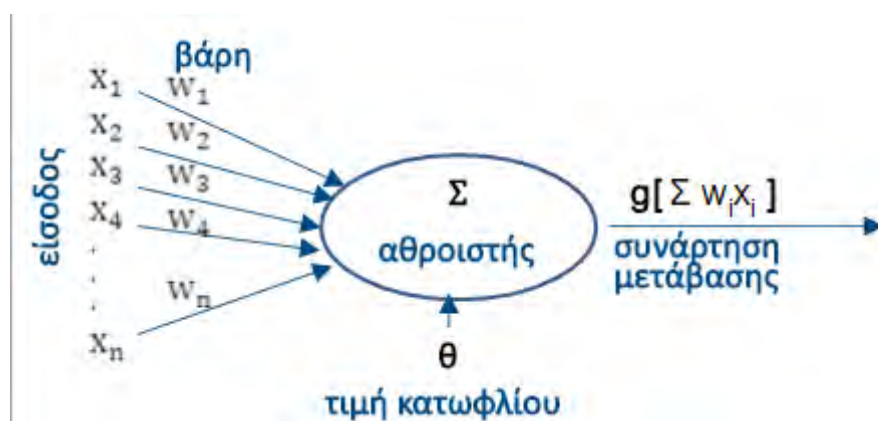 βάρη
x₁ w₁
x₂ w₂
x₃ w₃
x₄ w₄
.
.
.
xₙ wₙ
είσοδος
Σ
αθροιστής
g[ Σ wᵢxᵢ ]
συνάρτηση
μετάβασης
θ
τιμή κατωφλίου